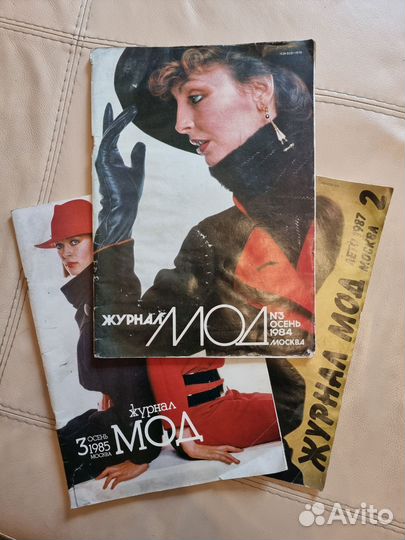 ЖУРНАЛ МОД
N3
ОСЕНЬ
1984
МОСКВА
журнал
МОД
3 ОСЕНЬ
1985
МОСКВА
ЖУРНАЛ МОД
ЛЕТО 1987
МОСКВА
2
Avito